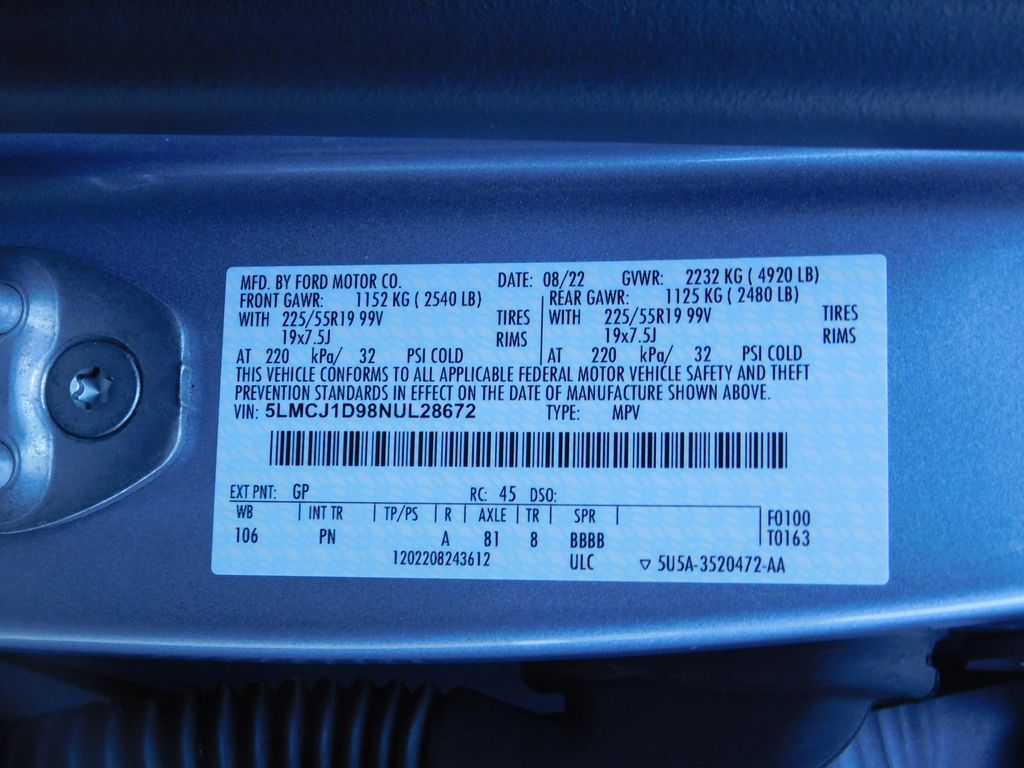 MFD. BY FORD MOTOR CO. DATE: 08/22 GVWR: 2232 KG ( 4920 LB)
FRONT GAWR: 1152 KG ( 2540 LB) REAR GAWR: 1125 KG ( 2480 LB)
WITH 225/55R19 99V TIRES WITH 225/55R19 99V TIRES
19x7.5J RIMS 19x7.5J RIMS
AT 220 kPa/ 32 PSI COLD AT 220 kPa/ 32 PSI COLD
THIS VEHICLE CONFORMS TO ALL APPLICABLE FEDERAL MOTOR VEHICLE SAFETY AND THEFT
PREVENTION STANDARDS IN EFFECT ON THE DATE OF MANUFACTURE SHOWN ABOVE.
VIN: 5LMCJ1D98NUL28672 TYPE: MPV
EXT PNT: GP RC: 45 DSO:
WB | INT TR | TP/PS | R | AXLE | TR | SPR | F0100
106 PN A 81 8 BBBB T0163
1202208243612 ULC ▽ 5U5A-3520472-AA